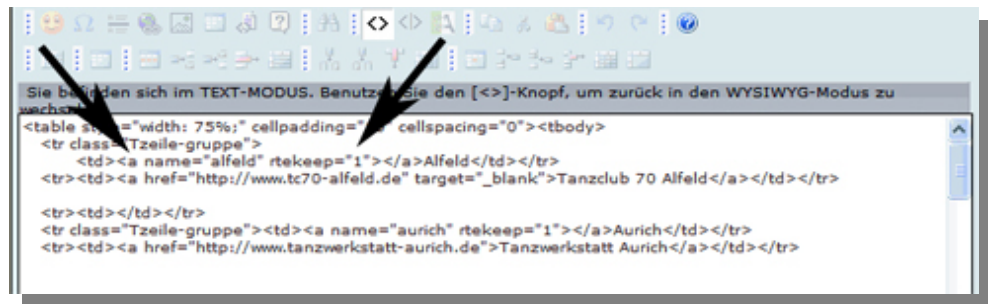 Sie befinden sich im TEXT-MODUS. Benutzen Sie den [<>]-Knopf, um zurück in den WYSIWYG-Modus zu
<table style="width: 75%;" cellpadding=" cellspacing="0"><tbody>
<tr class="Tzeile-gruppe">
<td><a name="alfeld" rtekeep="1"></a>Alfeld</td></tr>
<tr><td><a href="http://www.tc70-alfeld.de" target="_blank">Tanzclub 70 Alfeld</a></td></tr>
<tr><td></td></tr>
<tr class="Tzeile-gruppe"><td><a name="aurich" rtekeep="1"></a>Aurich</td></tr>
<tr><td><a href="http://www.tanzwerkstatt-aurich.de">Tanzwerkstatt Aurich</a></td></tr>